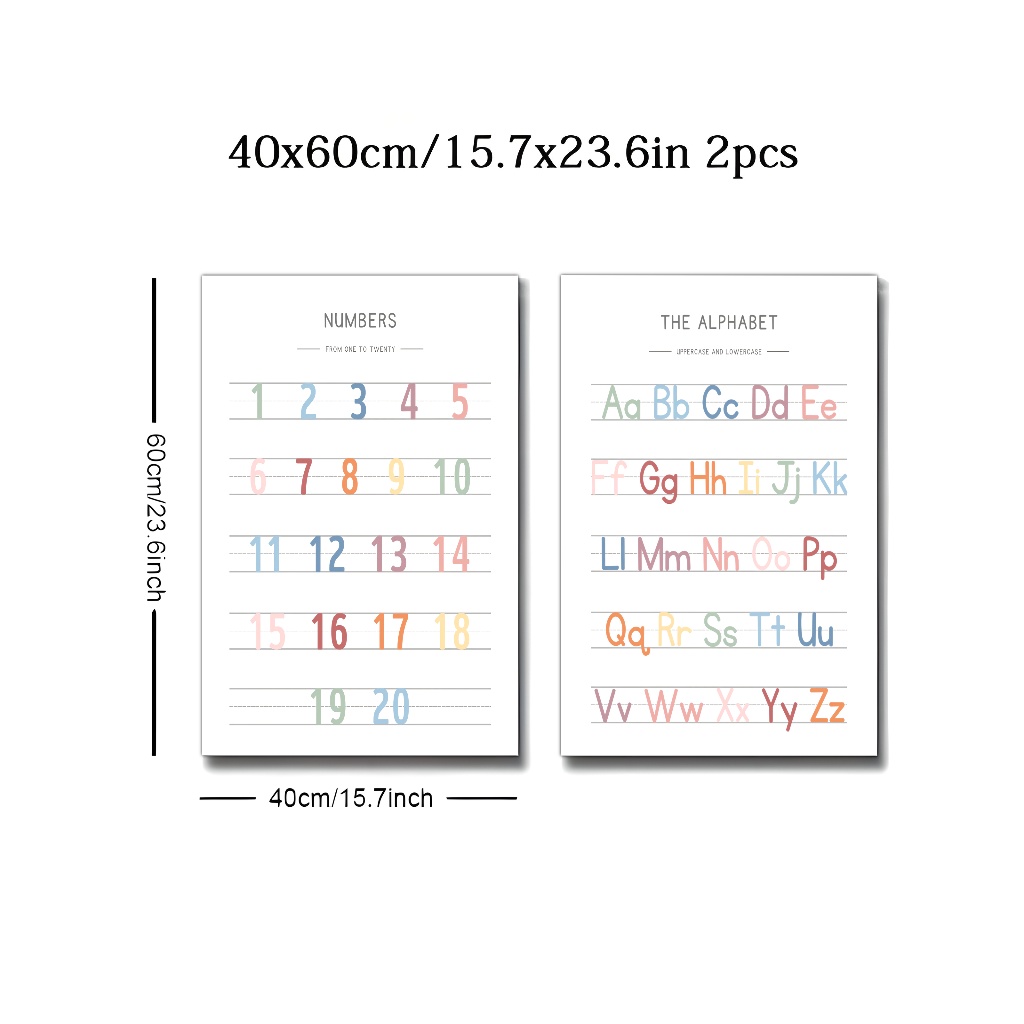 40x60cm/15.7x23.6in 2pcs
60cm/23.6inch
NUMBERS
FROM ONE TO TWENTY
1 2 3 4 5
6 7 8 9 10
11 12 13 14
15 16 17 18
19 20
THE ALPHABET
UPPERCASE AND LOWERCASE
Aa Bb Cc Dd Ee
Ff Gg Hh Ii Jj Kk
Ll Mm Nn Oo Pp
Qq Rr Ss Tt Uu
Vv Ww Xx Yy Zz
40cm/15.7inch